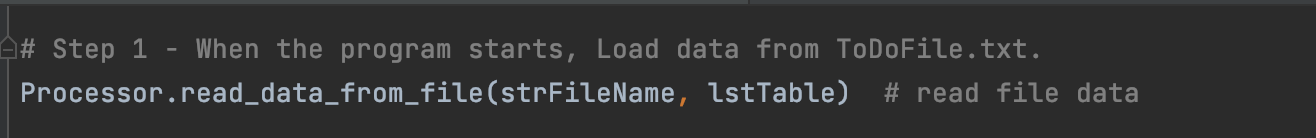 # Step 1 - When the program starts, Load data from ToDoFile.txt.
Processor.read_data_from_file(strFileName, lstTable)  # read file data